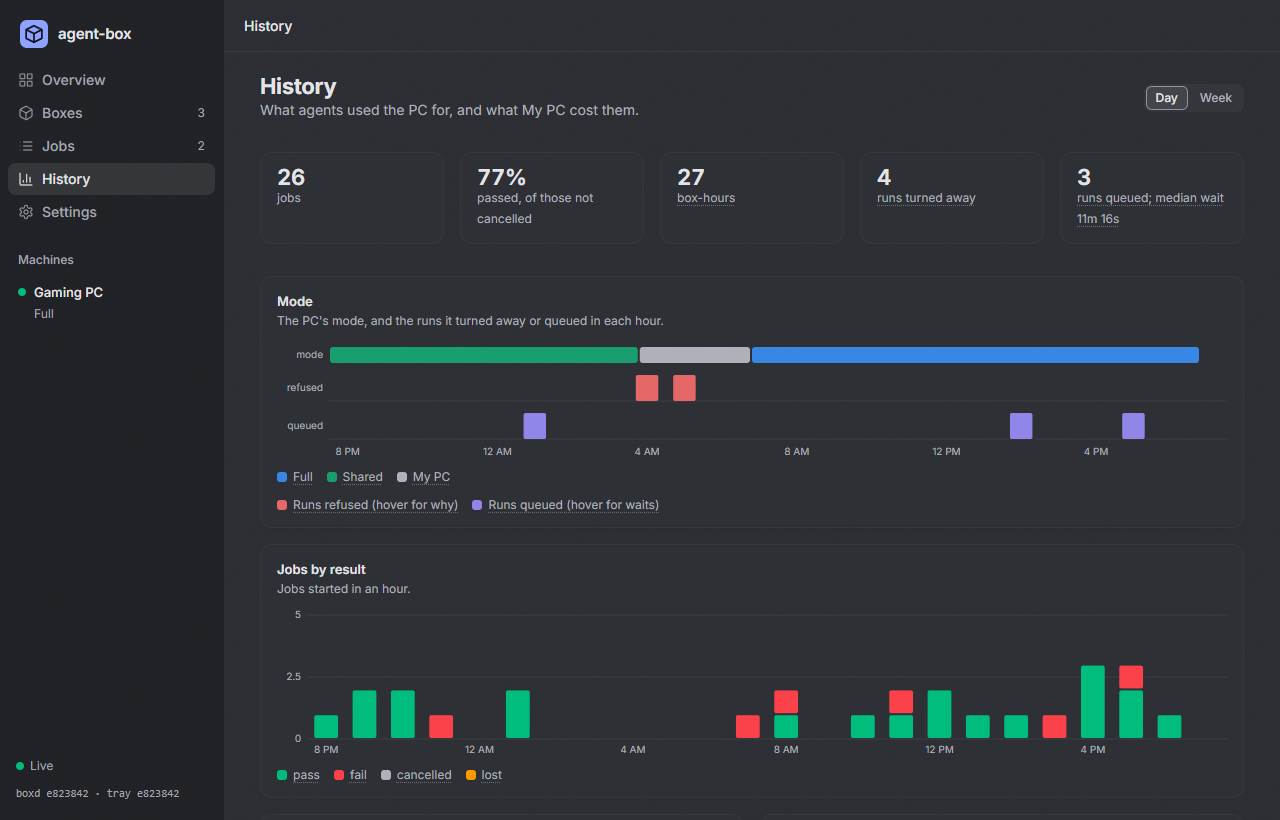 agent-box
Overview
Boxes 3
Jobs 2
History
Settings
Machines
Gaming PC
Full
Live
boxd e823842 · tray e823842
History
History
What agents used the PC for, and what My PC cost them.
Day Week
26
jobs
77%
passed, of those not
cancelled
27
box-hours
4
runs turned away
3
runs queued; median wait
11m 16s
Mode
The PC's mode, and the runs it turned away or queued in each hour.
mode
refused
queued
8 PM 12 AM 4 AM 8 AM 12 PM 4 PM
Full Shared My PC
Runs refused (hover for why) Runs queued (hover for waits)
Jobs by result
Jobs started in an hour.
5
2.5
0
8 PM 12 AM 4 AM 8 AM 12 PM 4 PM
pass fail cancelled lost